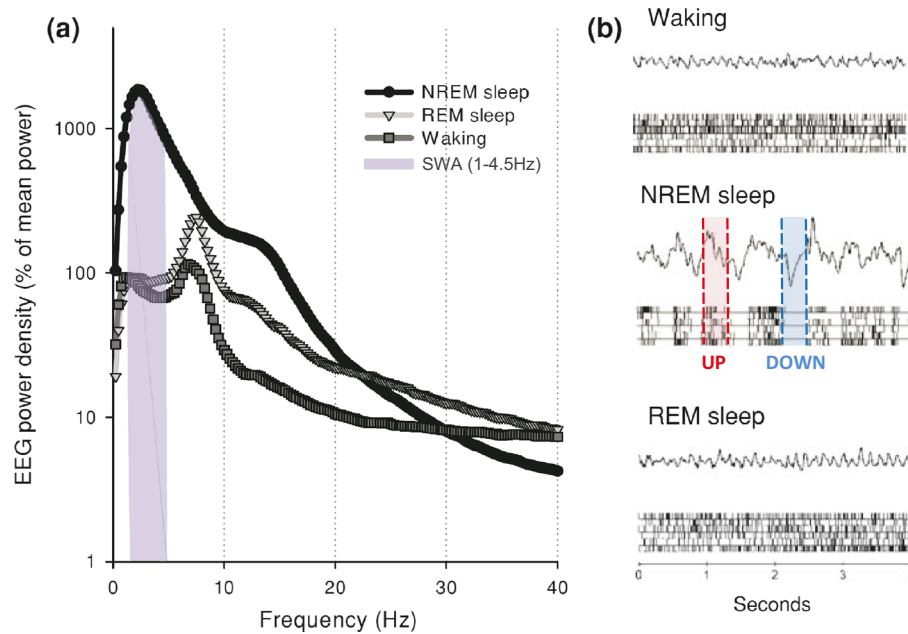 (a)
EEG power density (% of mean power)
1000
100
10
1
0
10
20
30
40
Frequency (Hz)
NREM sleep
REM sleep
Waking
SWA (1-4.5Hz)
(b)
Waking
NREM sleep
UP
DOWN
REM sleep
0
1
2
3
Seconds